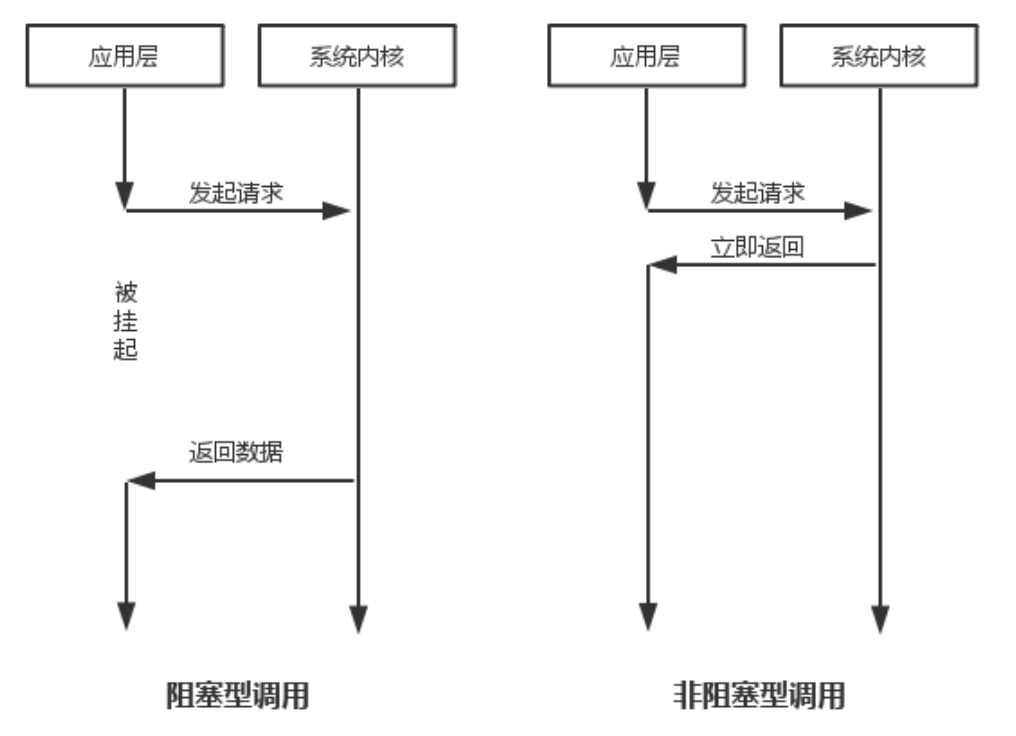 应用层
系统内核
发起请求
被
挂
起
返回数据
阻塞型调用
应用层
系统内核
发起请求
立即返回
非阻塞型调用